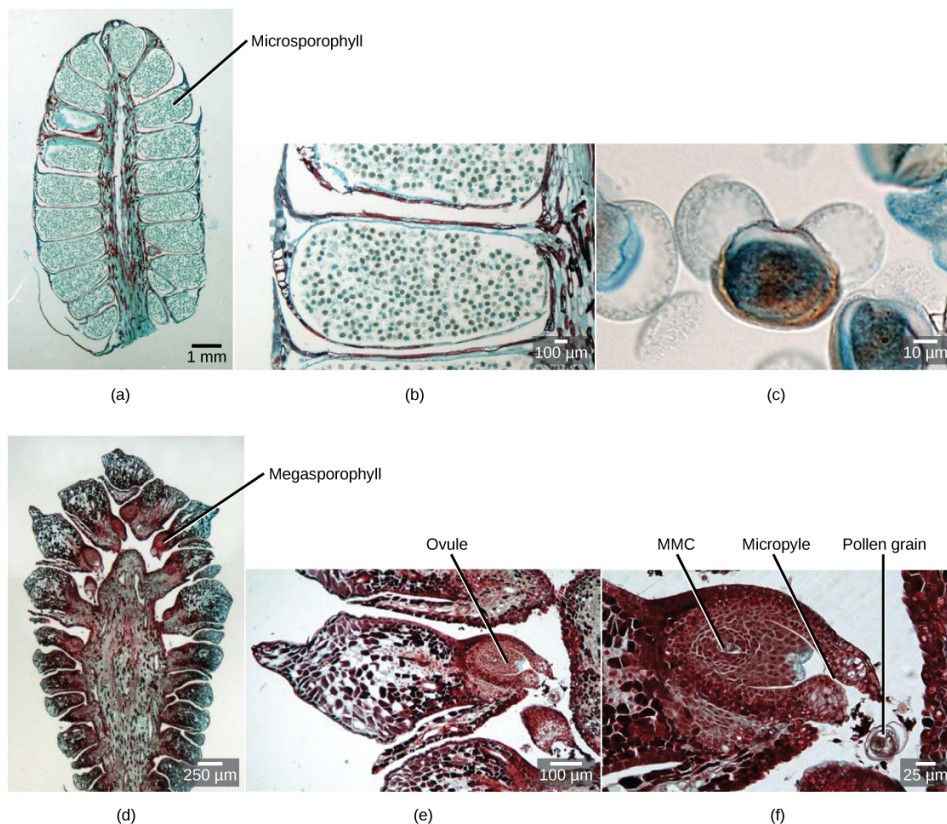 Microsporophyll
1 mm
100 µm
10 µm
(a)
(b)
(c)
Megasporophyll
Ovule
MMC
Micropyle
Pollen grain
250 µm
100 µm
25 µm
(d)
(e)
(f)